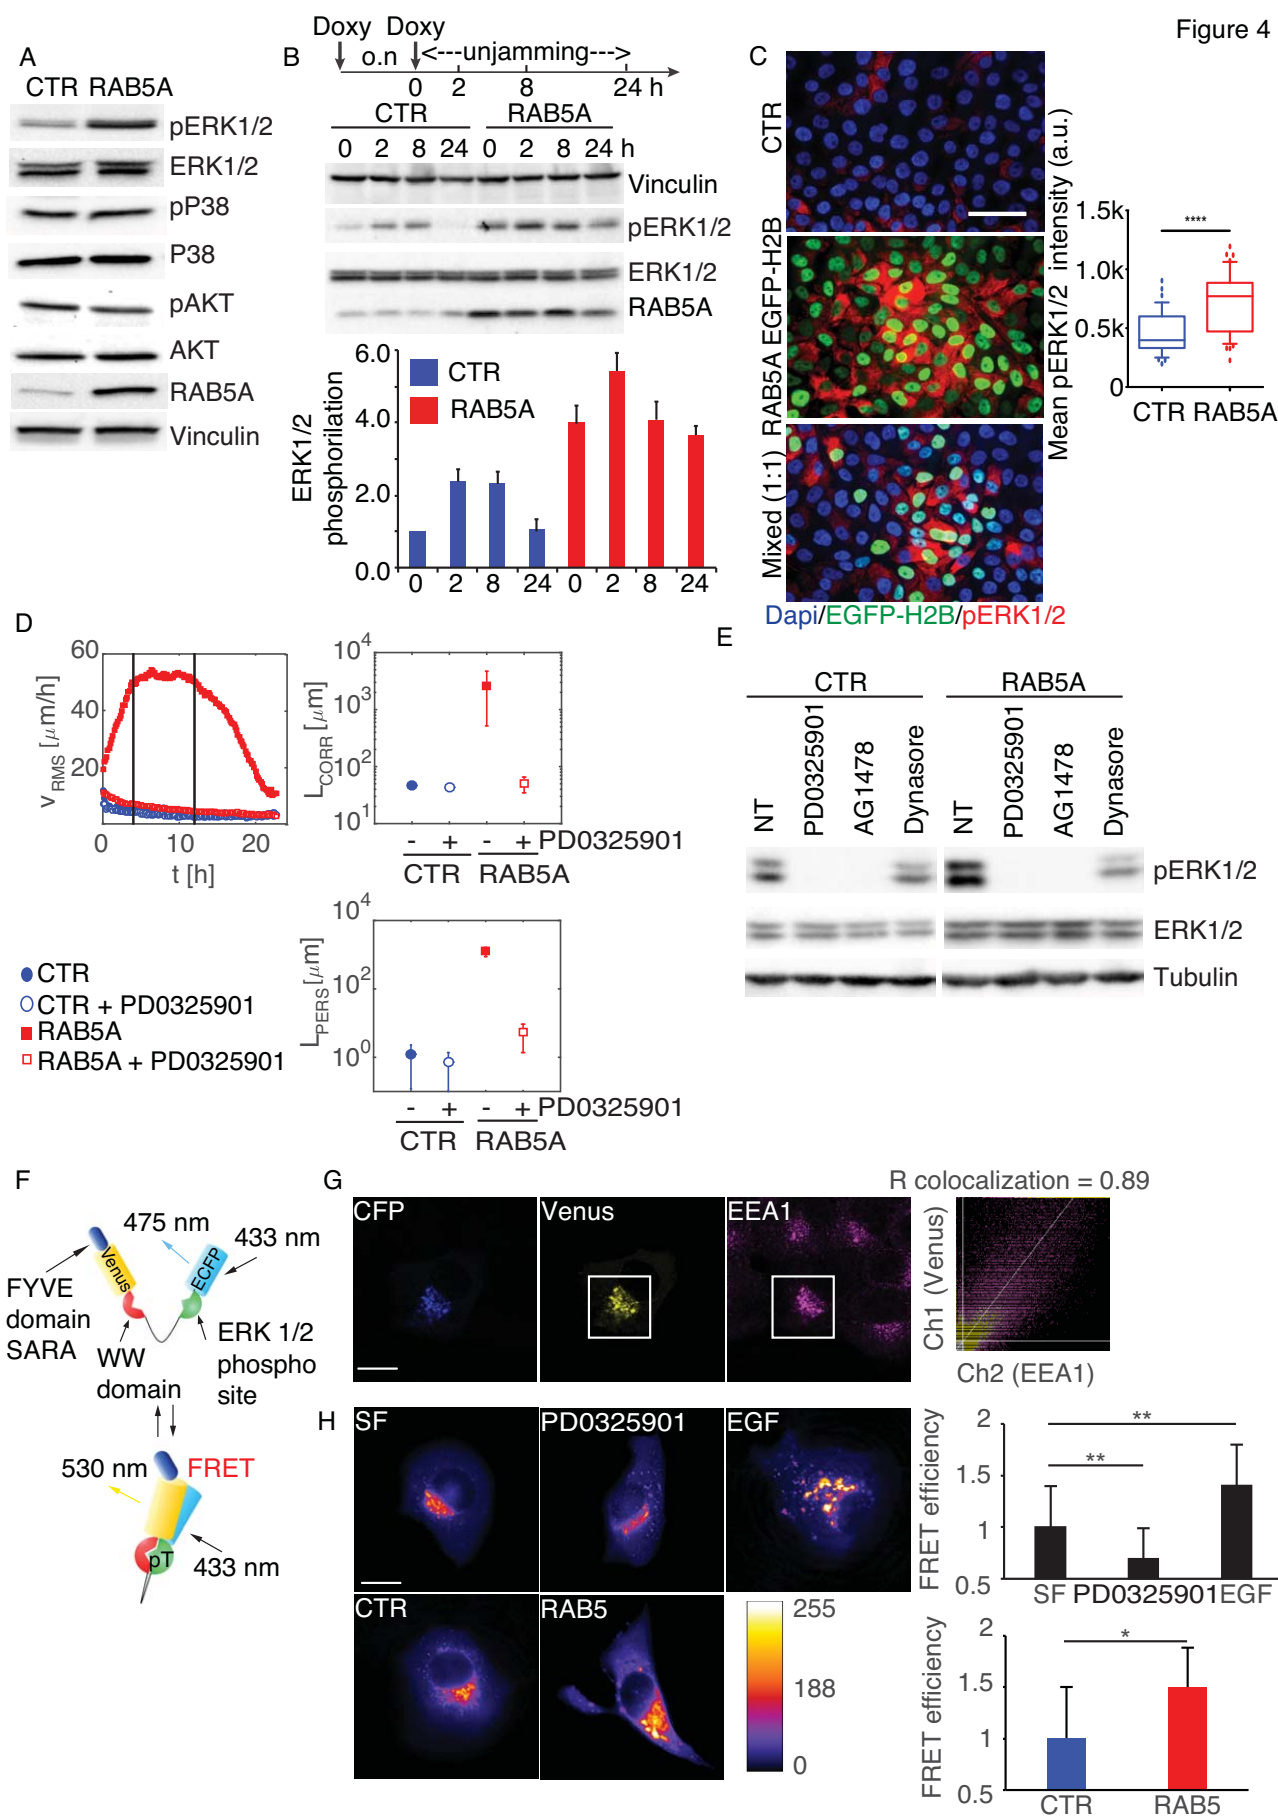 Figure 4
A
CTR RAB5A
pERK1/2
ERK1/2
pP38
P38
pAKT
AKT
RAB5A
Vinculin
B
Doxy Doxy
o.n <---unjamming--->
0 2 8 24 h
CTR RAB5A
0 2 8 24 0 2 8 24 h
Vinculin
pERK1/2
ERK1/2
RAB5A
ERK1/2
phosphorilation
6.0
4.0
2.0
0.0
CTR
RAB5A
0 2 8 24 0 2 8 24
C
CTR
RAB5A EGFP-H2B
Mixed (1:1)
Dapi/EGFP-H2B/pERK1/2
Mean pERK1/2 intensity (a.u.)
1.5k
1.0k
0.5k
0
****
CTR RAB5A
D
vRMS [μm/h]
60
40
20
0 10 20
t [h]
LCORR [μm]
10^4
10^3
10^2
10^1
- + - + PD0325901
CTR RAB5A
LPERS [μm]
10^4
10^2
10^0
- + - + PD0325901
CTR RAB5A
CTR
CTR + PD0325901
RAB5A
RAB5A + PD0325901
E
CTR RAB5A
NT PD0325901 AG1478 Dynasore NT PD0325901 AG1478 Dynasore
pERK1/2
ERK1/2
Tubulin
F
475 nm
433 nm
Venus
ECFP
FYVE
domain
SARA
WW
domain
ERK 1/2
phospho
site
530 nm
FRET
pT
433 nm
G
CFP
Venus
EEA1
R colocalization = 0.89
Ch1 (Venus)
Ch2 (EEA1)
H
SF
PD0325901
EGF
CTR
RAB5
255
188
0
FRET efficiency
2
1.5
1
0.5
**
**
SF PD0325901 EGF
FRET efficiency
2
1.5
1
0.5
*
CTR RAB5